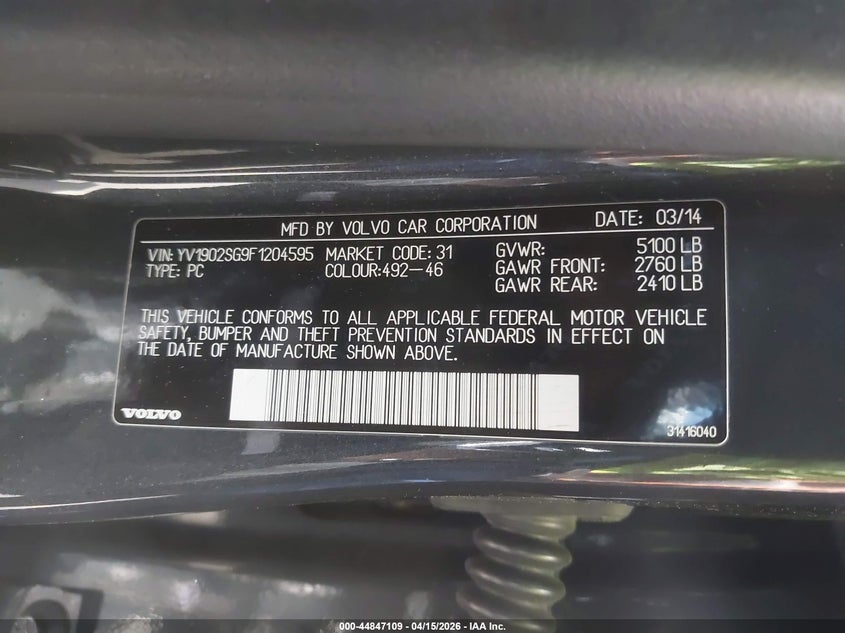 MFD BY VOLVO CAR CORPORATION DATE: 03/14
VIN: YV1902SG9F1204595 MARKET CODE: 31 GVWR: 5100 LB
TYPE: PC COLOUR:492-46 GAWR FRONT: 2760 LB
GAWR REAR: 2410 LB
THIS VEHICLE CONFORMS TO ALL APPLICABLE FEDERAL MOTOR VEHICLE
SAFETY, BUMPER AND THEFT PREVENTION STANDARDS IN EFFECT ON
THE DATE OF MANUFACTURE SHOWN ABOVE.
VOLVO
31416040
000-44847109 - 04/15/2026 - IAA Inc.